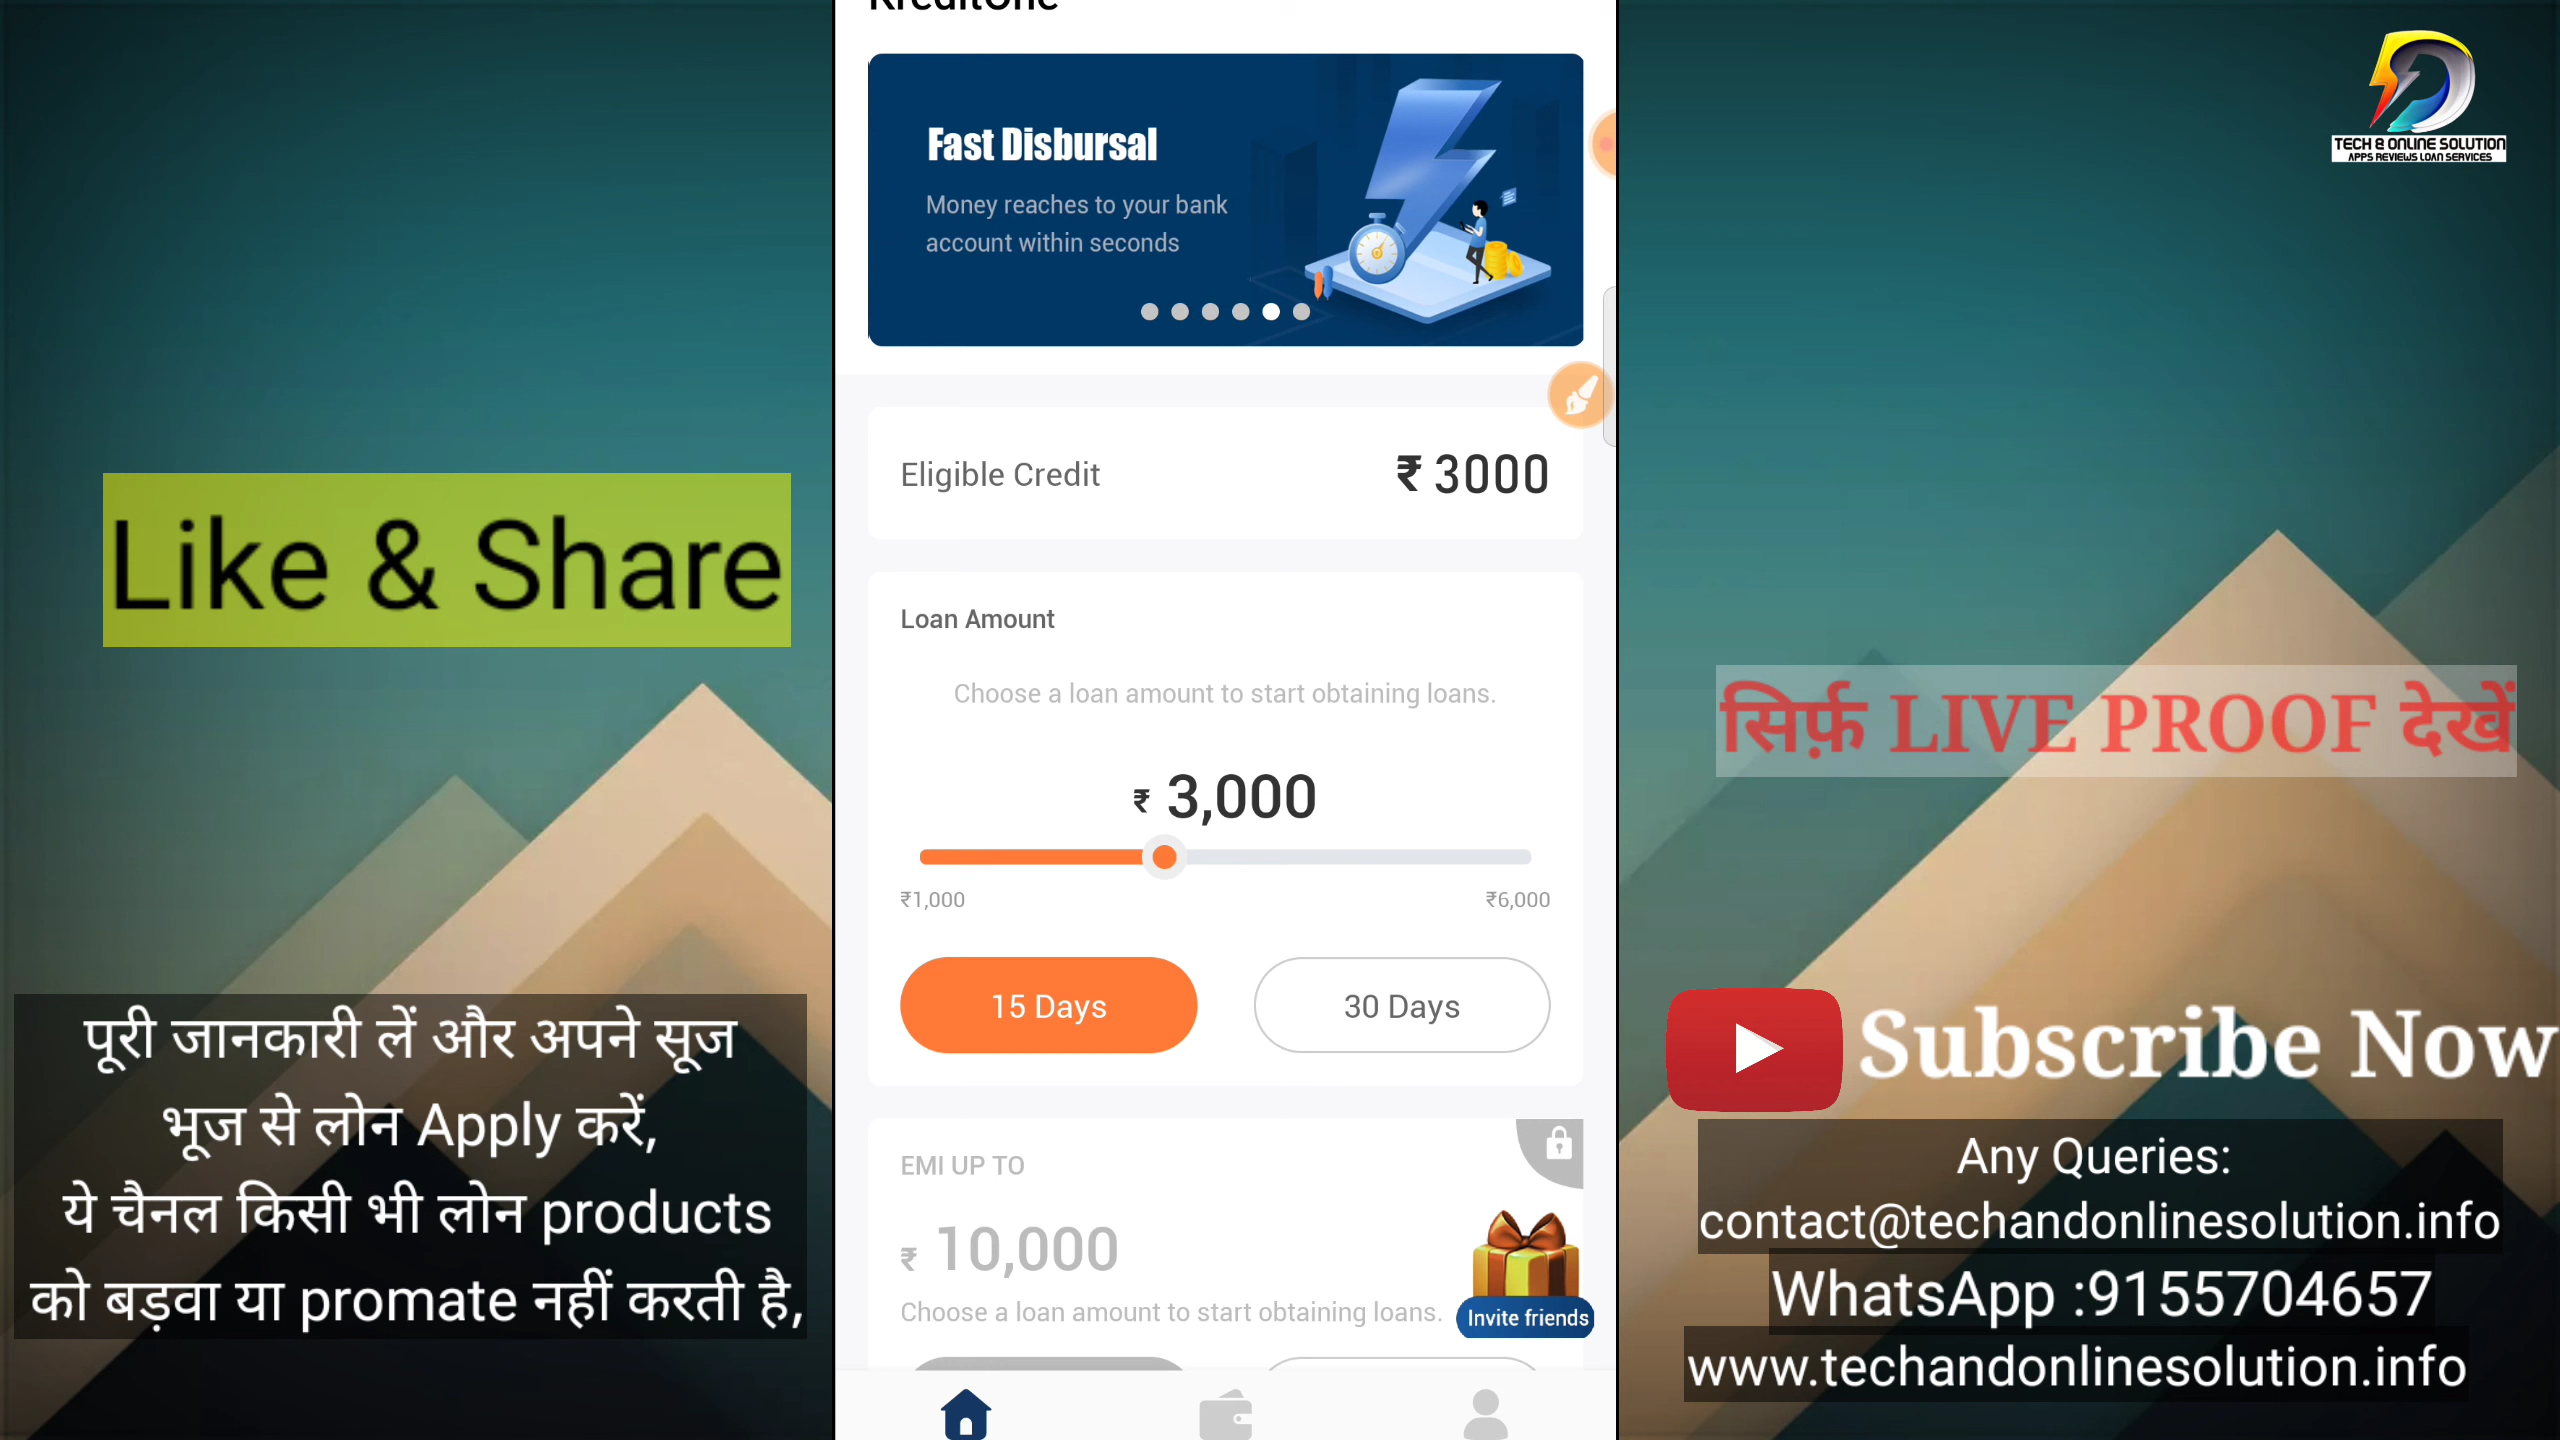 KreditOne
Fast Disbursal
Money reaches to your bank
account within seconds
TECH & ONLINE SOLUTION
APPS REVIEWS LOAN SERVICES
Eligible Credit
₹ 3000
Like & Share
Loan Amount
Choose a loan amount to start obtaining loans.
₹ 3,000
₹1,000
₹6,000
15 Days
30 Days
सिर्फ़ LIVE PROOF देखें
Subscribe Now
पूरी जानकारी लें और अपने सूज
भूज से लोन Apply करें,
ये चैनल किसी भी लोन products
को बड़वा या promate नहीं करती है,
EMI UP TO
₹ 10,000
Choose a loan amount to start obtaining loans.
Invite friends
Any Queries:
contact@techandonlinesolution.info
WhatsApp :9155704657
www.techandonlinesolution.info